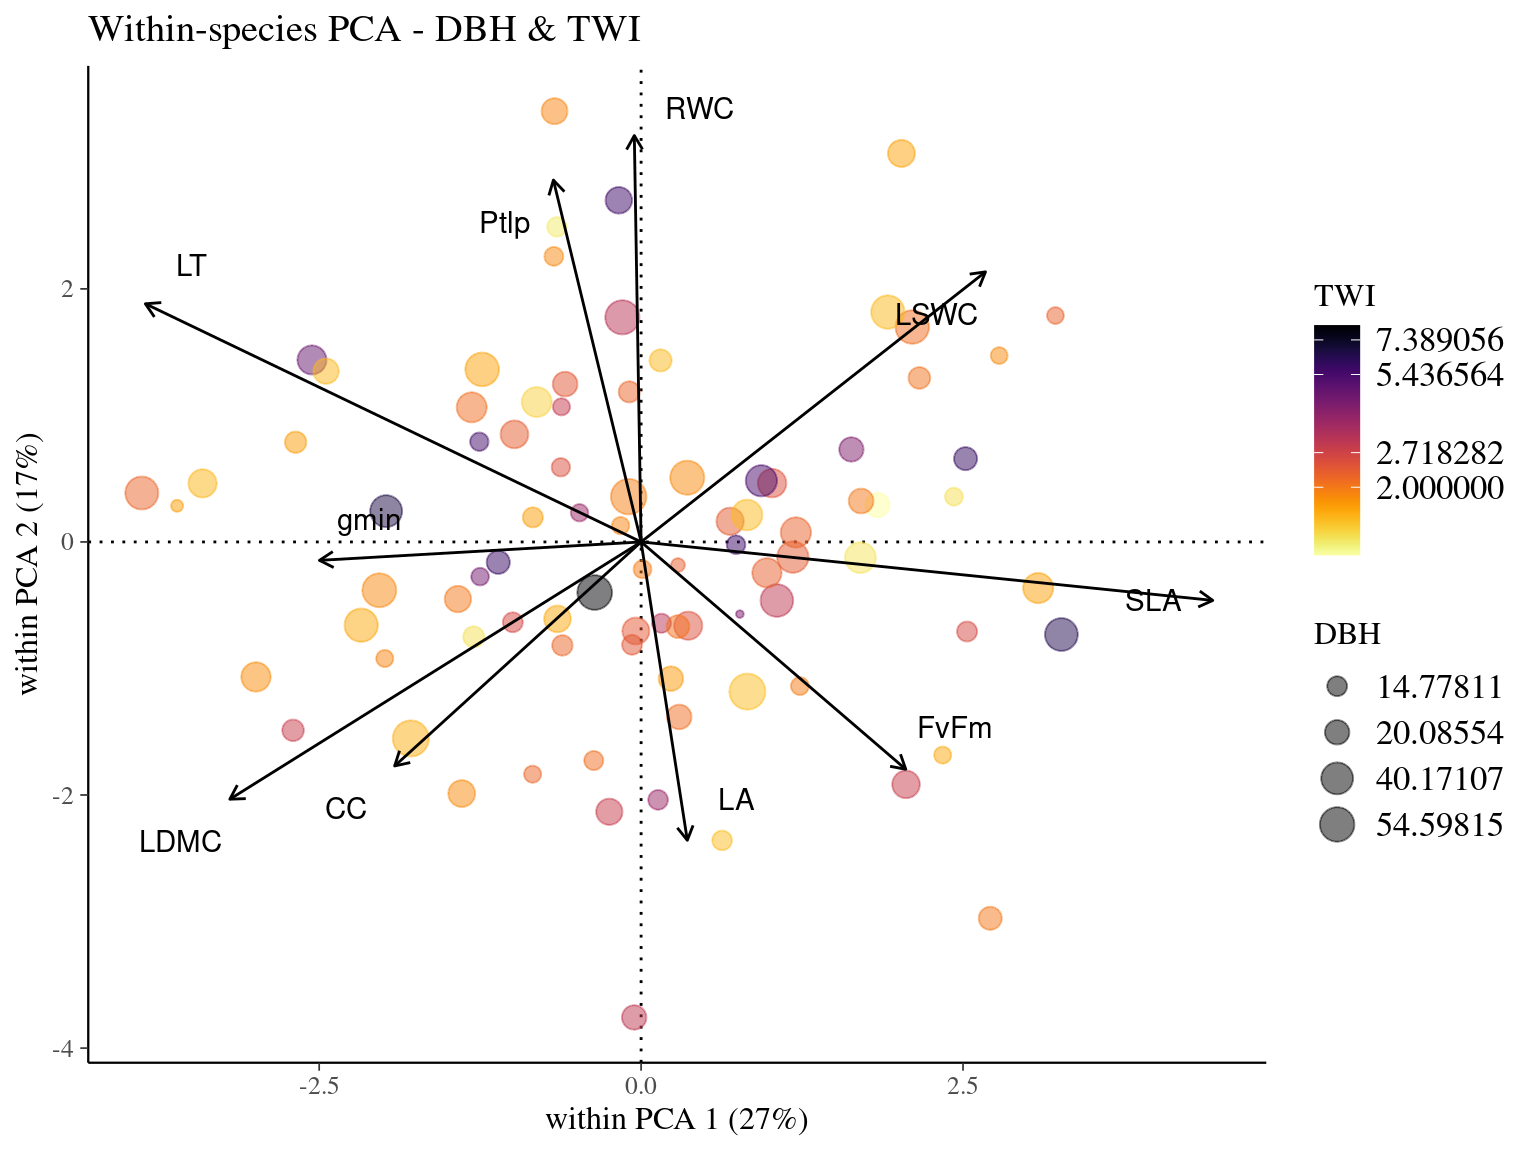 Within-species PCA - DBH & TWI
within PCA 2 (17%)
2
0
-2
-4
RWC
Ptlp
LT
LSWC
gmin
SLA
FvFm
LA
CC
LDMC
-2.5
0.0
2.5
within PCA 1 (27%)
TWI
7.389056
5.436564
2.718282
2.000000
DBH
14.77811
20.08554
40.17107
54.59815